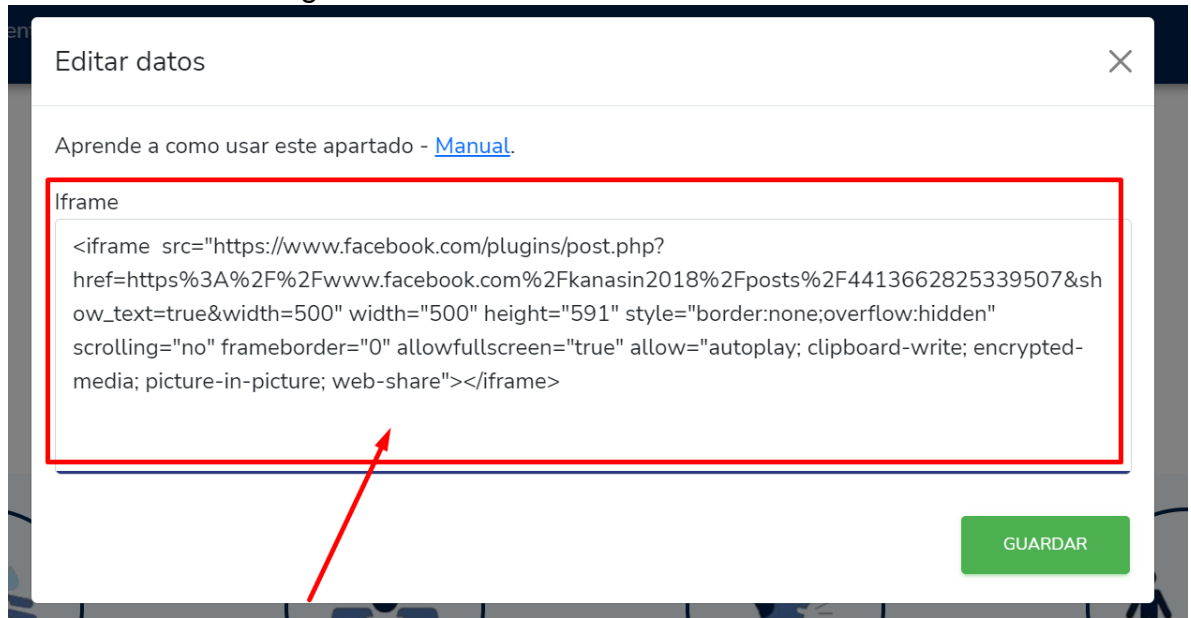 Editar datos
Aprende a como usar este apartado - Manual.
Iframe
<iframe  src="https://www.facebook.com/plugins/post.php?
href=https%3A%2F%2Fwww.facebook.com%2Fkanasin2018%2Fposts%2F4413662825339507&sh
ow_text=true&width=500" width="500" height="591" style="border:none;overflow:hidden"
scrolling="no" frameborder="0" allowfullscreen="true" allow="autoplay; clipboard-write; encrypted-
media; picture-in-picture; web-share"></iframe>
GUARDAR